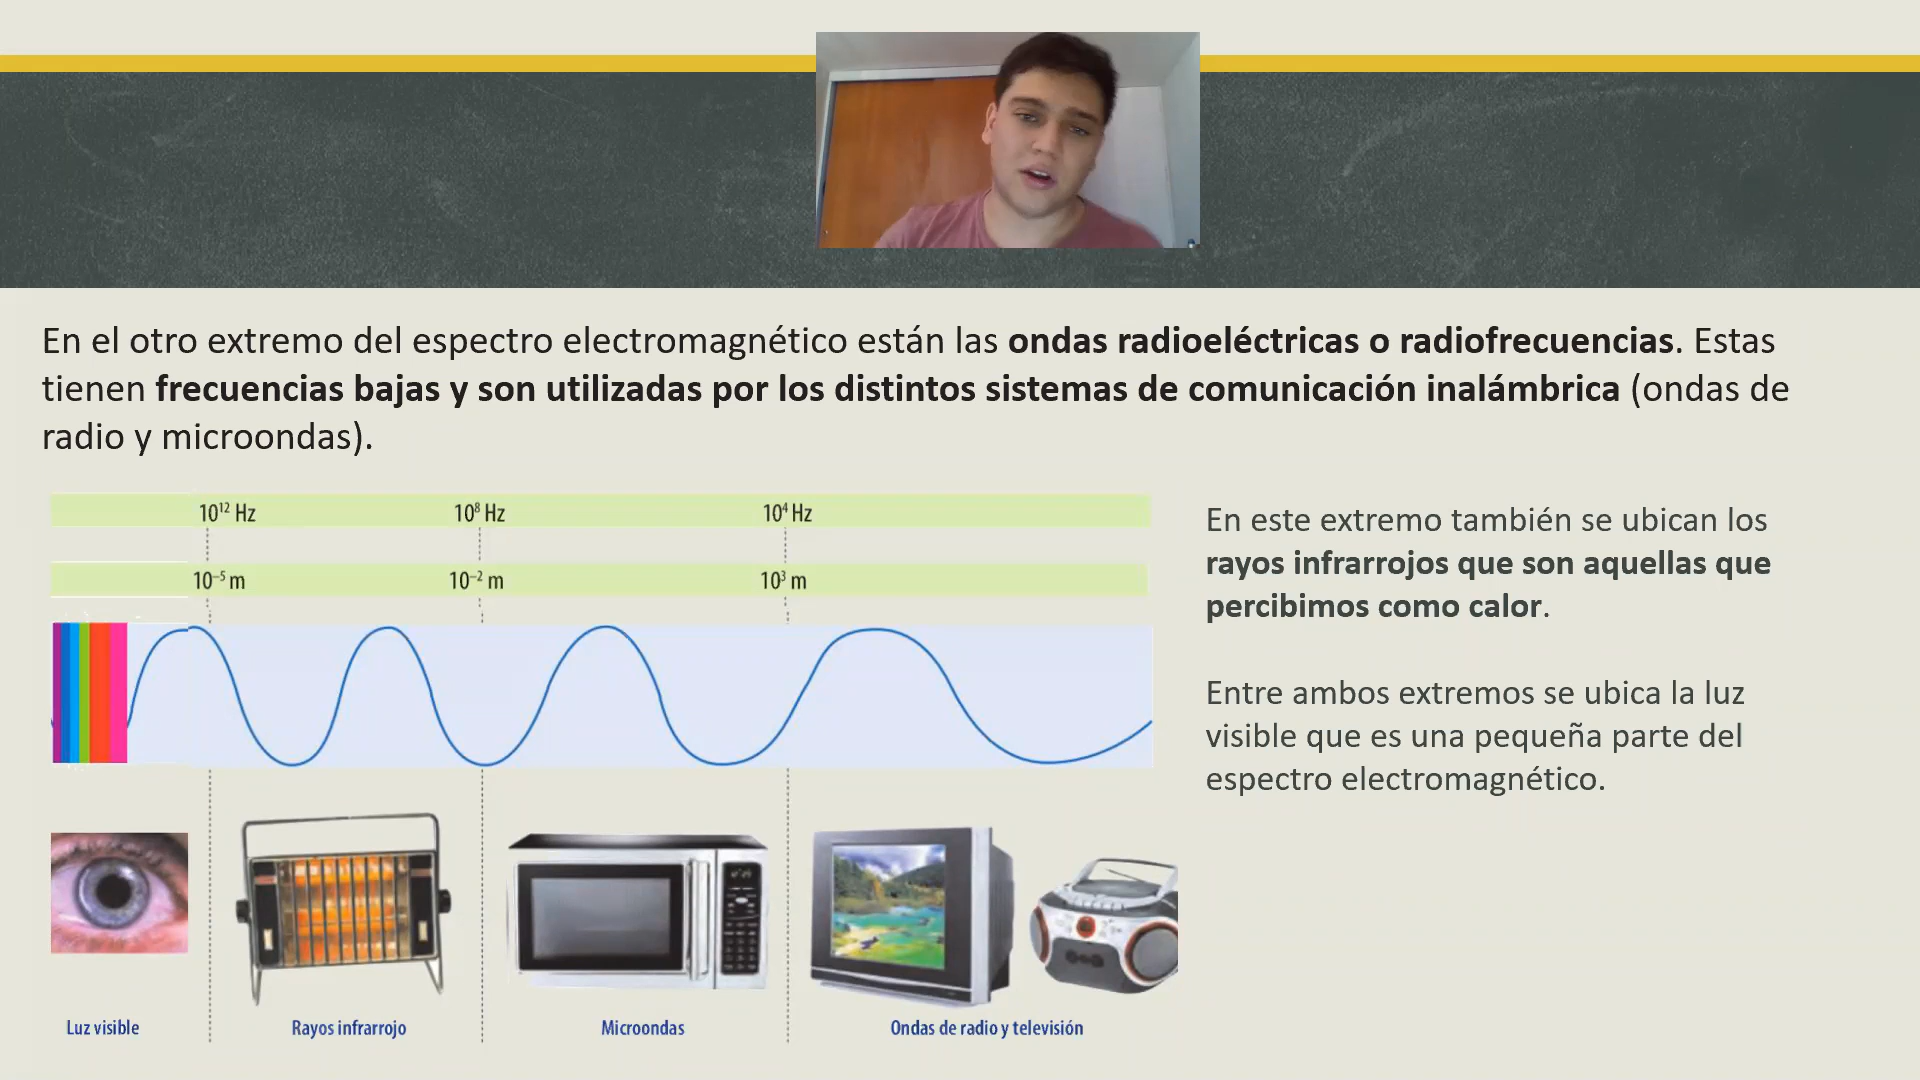 En el otro extremo del espectro electromagnético están las ondas radioeléctricas o radiofrecuencias. Estas
tienen frecuencias bajas y son utilizadas por los distintos sistemas de comunicación inalámbrica (ondas de
radio y microondas).
10¹² Hz 10⁸ Hz 10⁴ Hz
10⁻⁵ m 10⁻² m 10³ m
En este extremo también se ubican los
rayos infrarrojos que son aquellas que
percibimos como calor.
Entre ambos extremos se ubica la luz
visible que es una pequeña parte del
espectro electromagnético.
Luz visible Rayos infrarrojo Microondas Ondas de radio y televisión